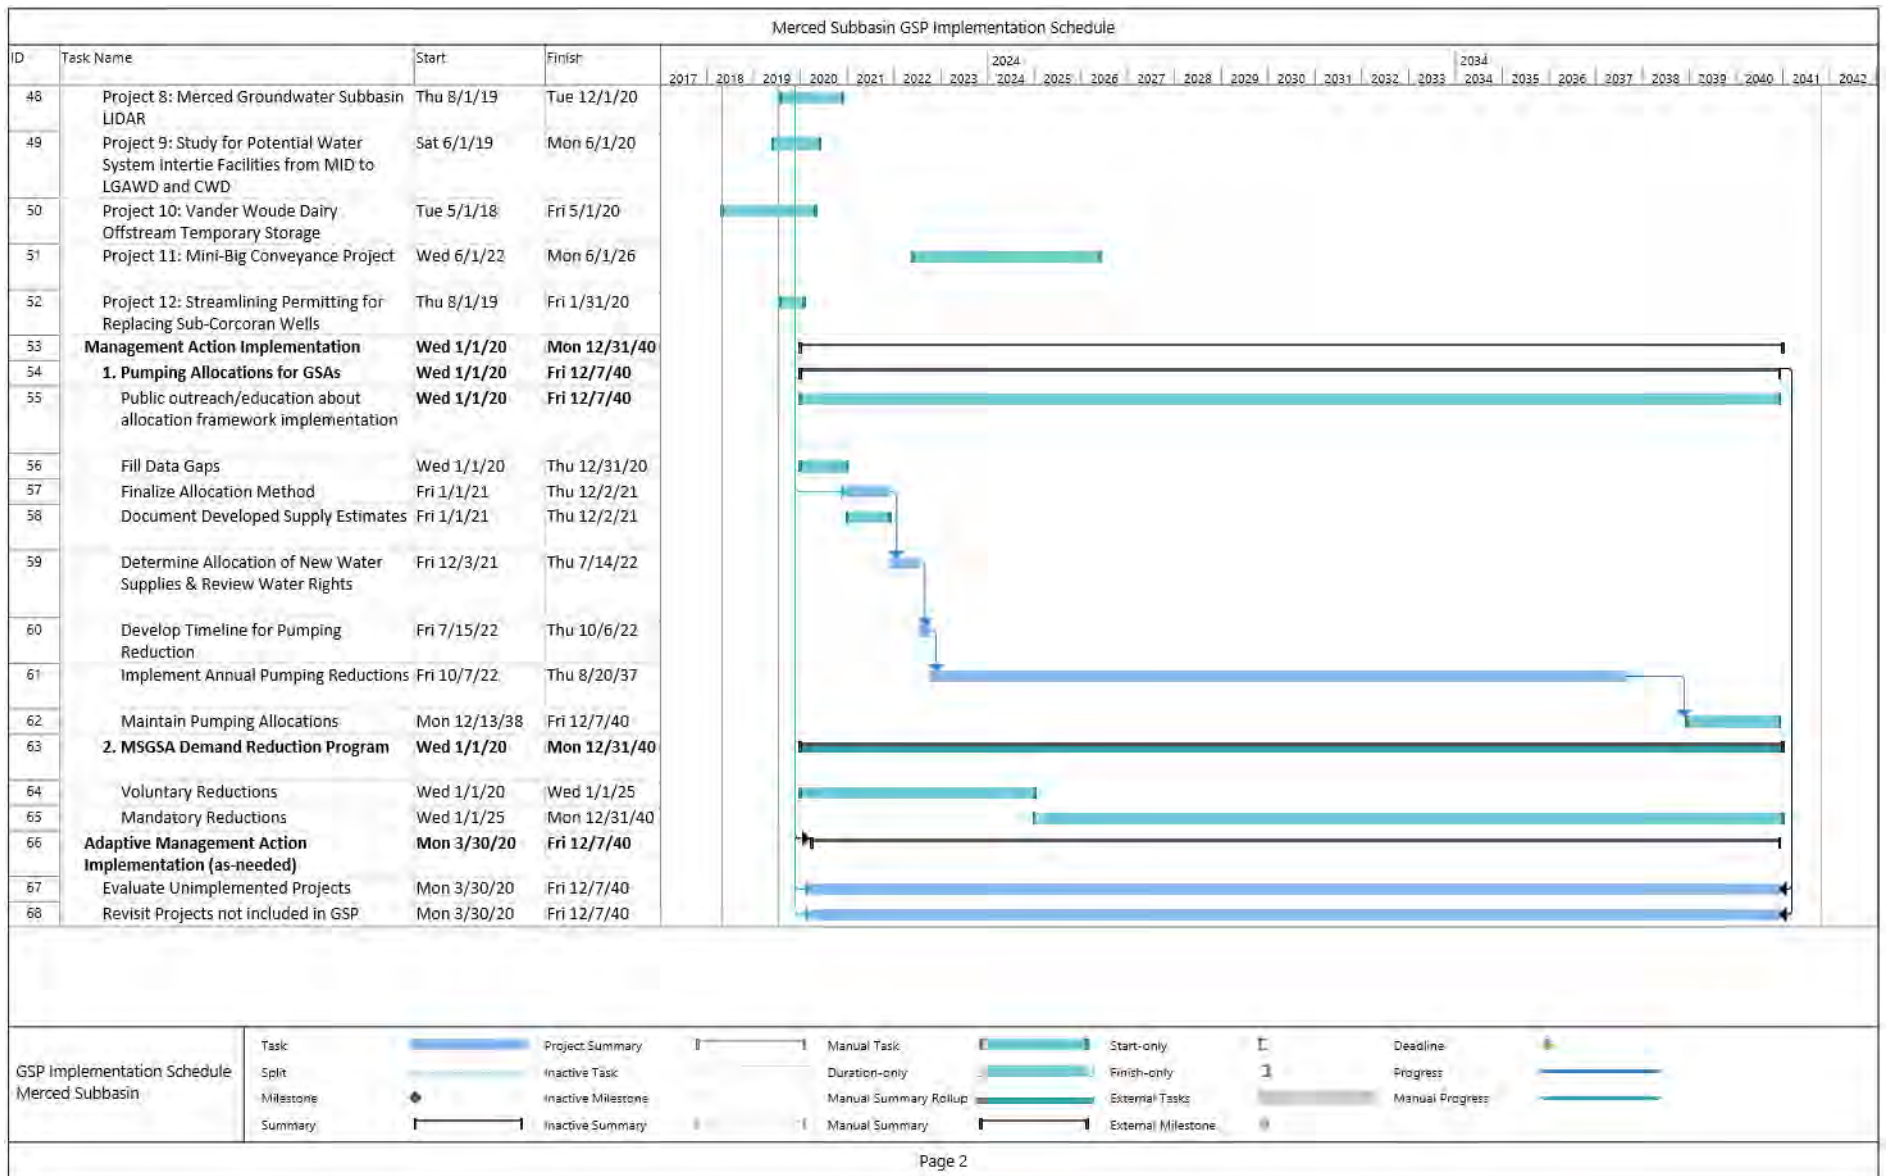 Merced Subbasin GSP Implementation Schedule
ID Task Name Start Finish 2024 2034
2017 2018 2019 2020 2021 2022 2023 2024 2025 2026 2027 2028 2029 2030 2031 2032 2033 2034 2035 2036 2037 2038 2039 2040 2041 2042
48 Project 8: Merced Groundwater Subbasin Thu 8/1/19 Tue 12/1/20
LIDAR
49 Project 9: Study for Potential Water Sat 6/1/19 Mon 6/1/20
System Intertie Facilities from MID to
LGAWD and CWD
50 Project 10: Vander Woude Dairy Tue 5/1/18 Fri 5/1/20
Offstream Temporary Storage
51 Project 11: Mini-Big Conveyance Project Wed 6/1/22 Mon 6/1/26
52 Project 12: Streamlining Permitting for Thu 8/1/19 Fri 1/31/20
Replacing Sub-Corcoran Wells
53 Management Action Implementation Wed 1/1/20 Mon 12/31/40
54 1. Pumping Allocations for GSAs Wed 1/1/20 Fri 12/7/40
55 Public outreach/education about Wed 1/1/20 Fri 12/7/40
allocation framework implementation
56 Fill Data Gaps Wed 1/1/20 Thu 12/31/20
57 Finalize Allocation Method Fri 1/1/21 Thu 12/2/21
58 Document Developed Supply Estimates Fri 1/1/21 Thu 12/2/21
59 Determine Allocation of New Water Fri 12/3/21 Thu 7/14/22
Supplies & Review Water Rights
60 Develop Timeline for Pumping Fri 7/15/22 Thu 10/6/22
Reduction
61 Implement Annual Pumping Reductions Fri 10/7/22 Thu 8/20/37
62 Maintain Pumping Allocations Mon 12/13/38 Fri 12/7/40
63 2. MSGSA Demand Reduction Program Wed 1/1/20 Mon 12/31/40
64 Voluntary Reductions Wed 1/1/20 Wed 1/1/25
65 Mandatory Reductions Wed 1/1/25 Mon 12/31/40
66 Adaptive Management Action Mon 3/30/20 Fri 12/7/40
Implementation (as-needed)
67 Evaluate Unimplemented Projects Mon 3/30/20 Fri 12/7/40
68 Revisit Projects not included in GSP Mon 3/30/20 Fri 12/7/40
GSP Implementation Schedule
Merced Subbasin
Task Project Summary Manual Task Start-only Deadline
Split Inactive Task Duration-only Finish-only Progress
Milestone Inactive Milestone Manual Summary Rollup External Tasks Manual Progress
Summary Inactive Summary Manual Summary External Milestone
Page 2